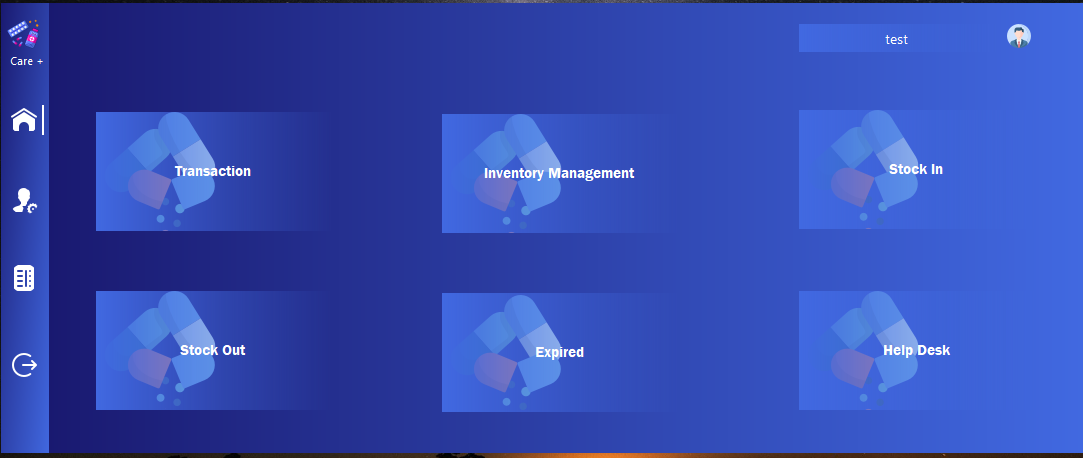 test
Care +
Transaction
Inventory Management
Stock In
Stock Out
Expired
Help Desk